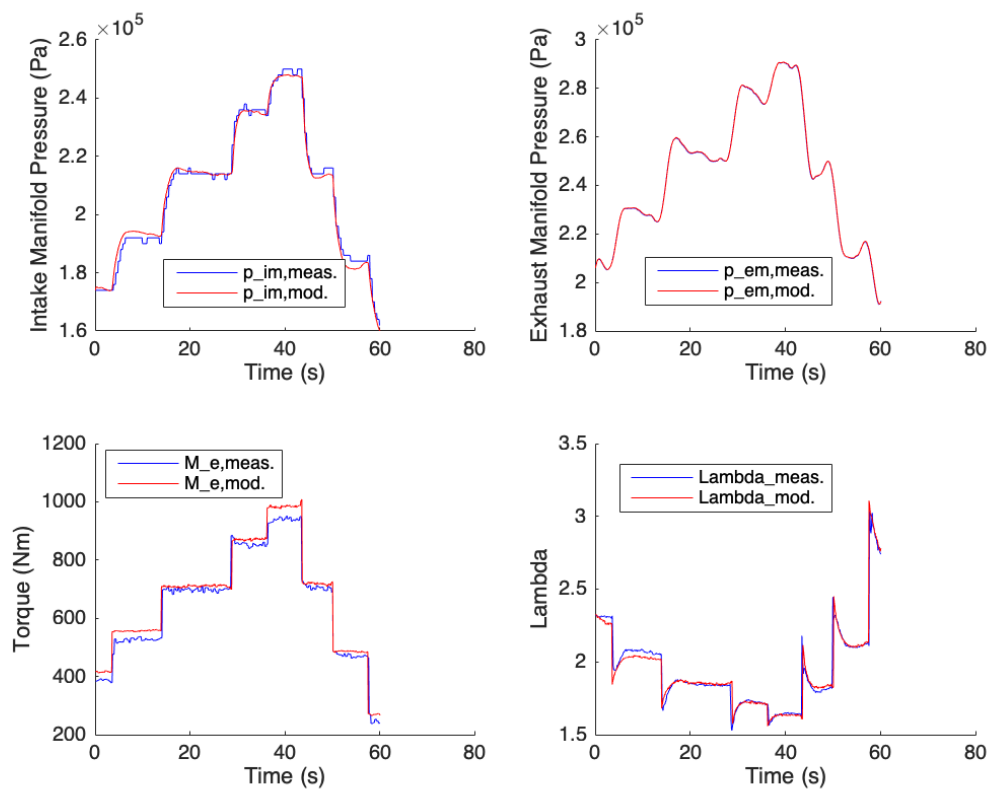 ×10⁵
2.6
2.4
2.2
2
1.8
1.6
Intake Manifold Pressure (Pa)
p_im,meas.
p_im,mod.
0 20 40 60 80
Time (s)
×10⁵
3
2.8
2.6
2.4
2.2
2
1.8
Exhaust Manifold Pressure (Pa)
p_em,meas.
p_em,mod.
0 20 40 60 80
Time (s)
1200
1000
800
600
400
200
Torque (Nm)
M_e,meas.
M_e,mod.
0 20 40 60 80
Time (s)
3.5
3
2.5
2
1.5
Lambda
Lambda_meas.
Lambda_mod.
0 20 40 60 80
Time (s)